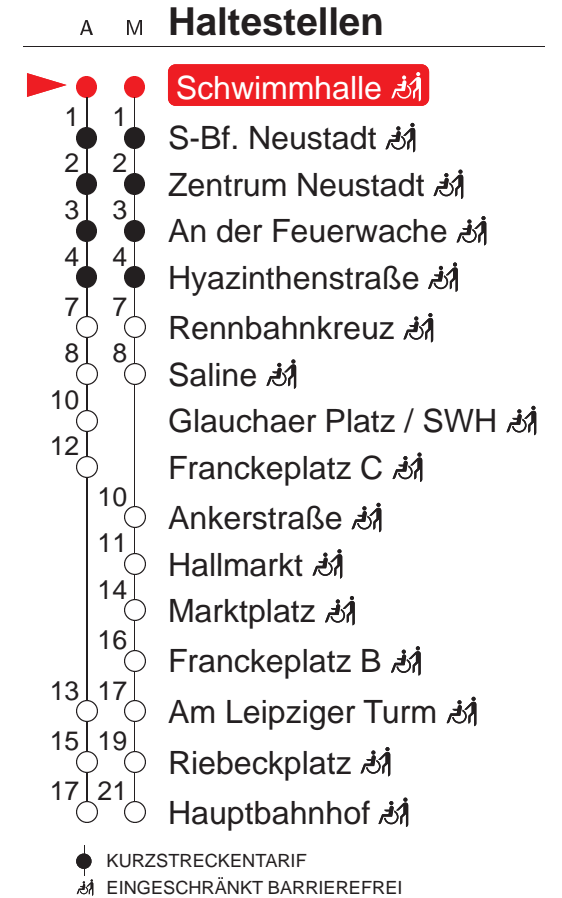 A M Haltestellen
Schwimmhalle
1 1 S-Bf. Neustadt
2 2 Zentrum Neustadt
3 3 An der Feuerwache
4 4 Hyazinthenstraße
7 7 Rennbahnkreuz
8 8 Saline
10 Glauchaer Platz / SWH
12 Franckeplatz C
10 Ankerstraße
11 Hallmarkt
14 Marktplatz
16 Franckeplatz B
13 17 Am Leipziger Turm
15 19 Riebeckplatz
17 21 Hauptbahnhof
KURZSTRECKENTARIF
EINGESCHRÄNKT BARRIEREFREI